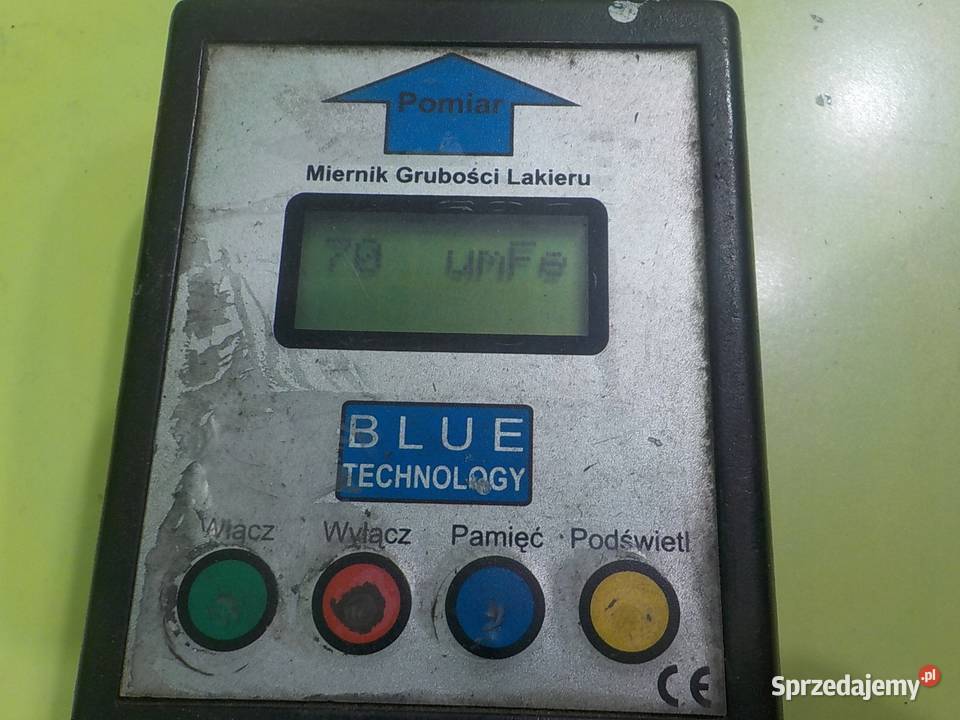 Pomiar
Miernik Grubości Lakieru
70 umFe
BLUE
TECHNOLOGY
Włącz Wyłącz Pamięć Podświetl
CE
Sprzedajemy.pl